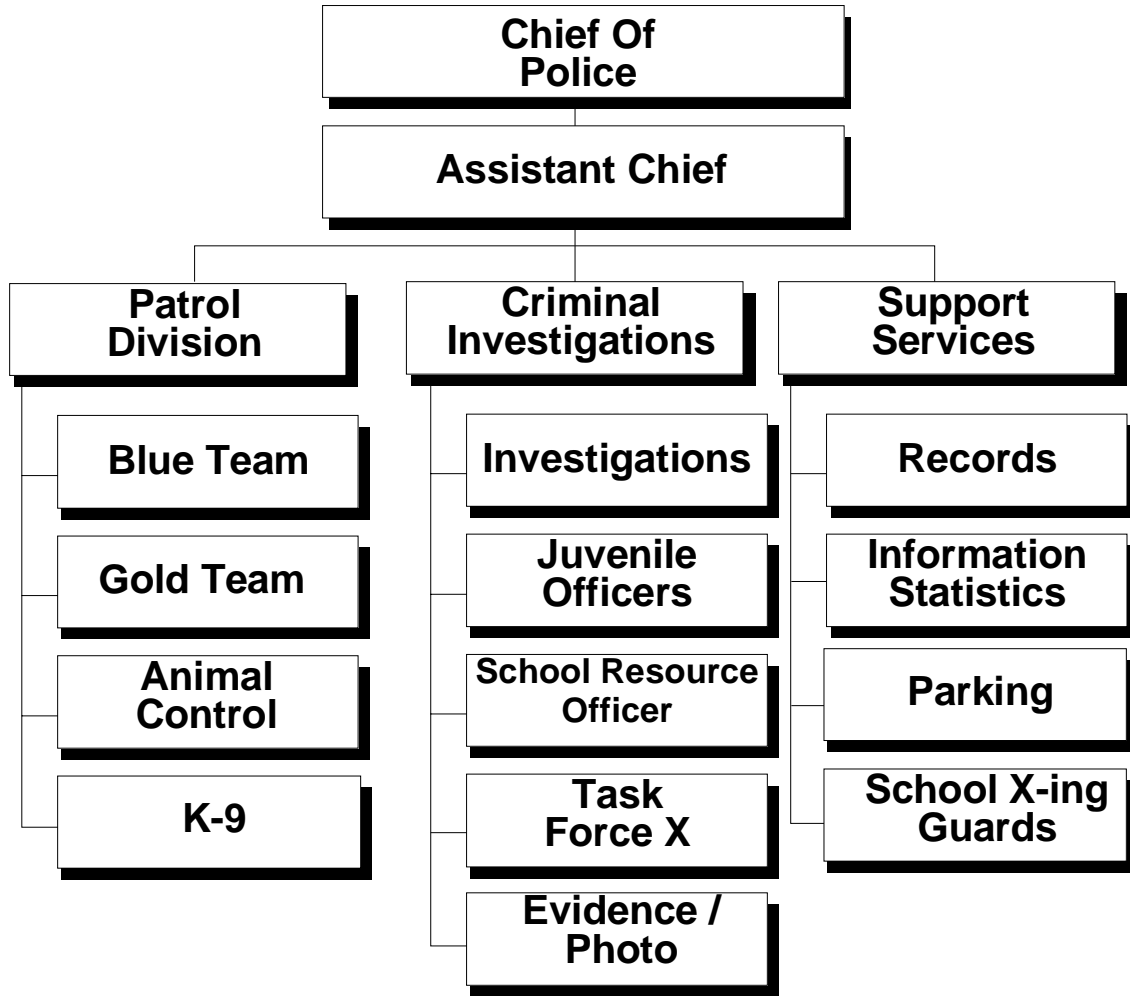 Chief Of
Police
Assistant Chief
Patrol
Division
Blue Team
Gold Team
Animal
Control
K-9
Criminal
Investigations
Investigations
Juvenile
Officers
School Resource
Officer
Task
Force X
Evidence /
Photo
Support
Services
Records
Information
Statistics
Parking
School X-ing
Guards